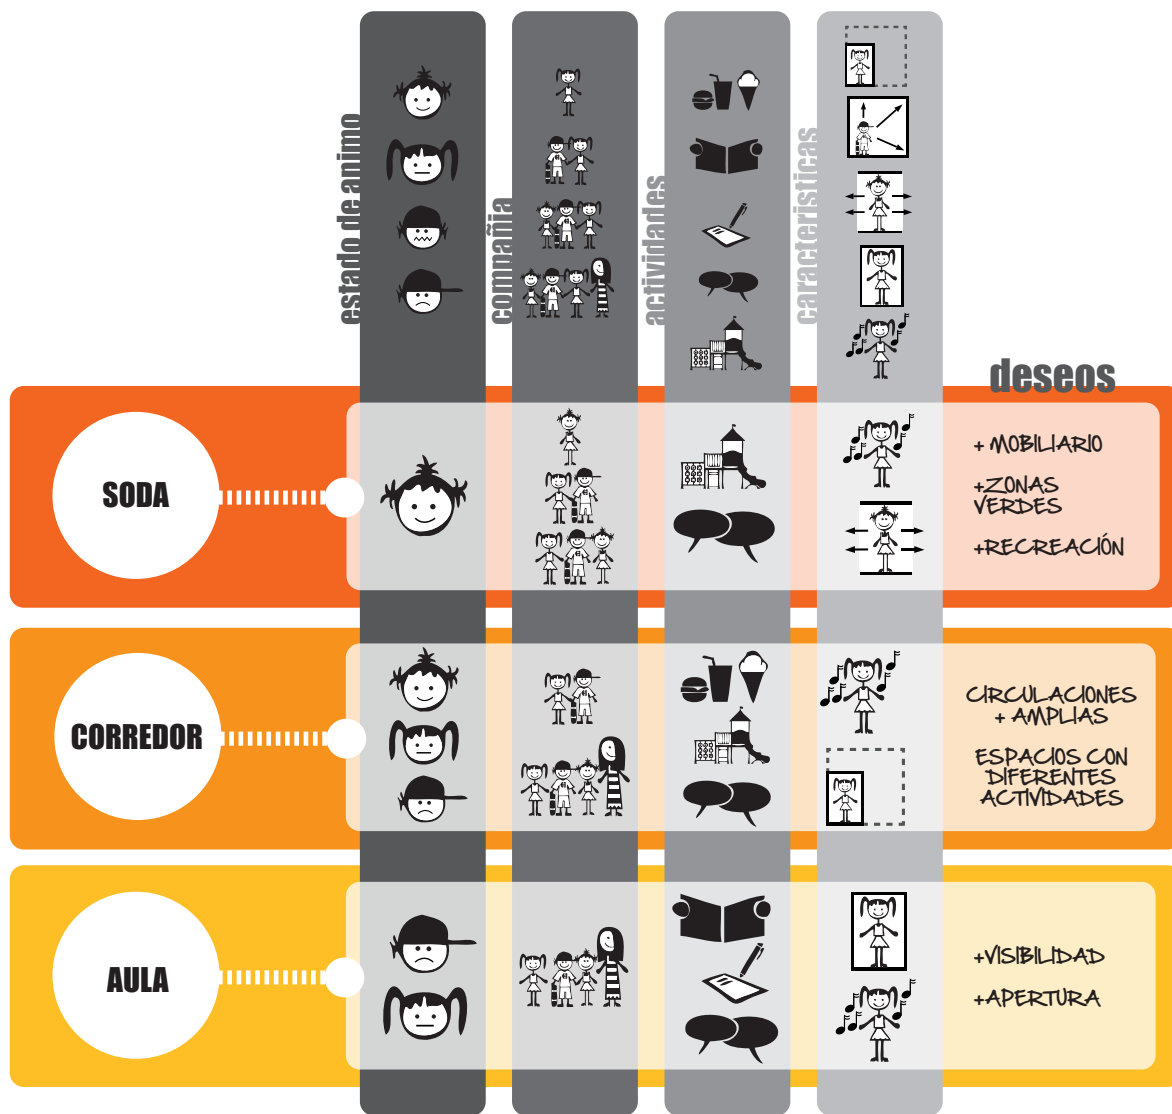 estado de animo
compañia
actividades
caracteristicas
deseos
SODA
+ MOBILIARIO
+ZONAS
VERDES
+RECREACIÓN
CORREDOR
CIRCULACIONES
+ AMPLIAS
ESPACIOS CON
DIFERENTES
ACTIVIDADES
AULA
+VISIBILIDAD
+APERTURA